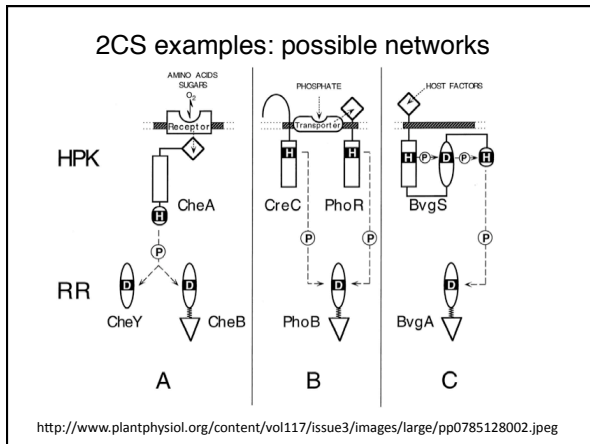 2CS examples: possible networks
AMINO ACIDS
SUGARS
O2
Receptor
HPK
H
CheA
P
RR
D
D
CheY
CheB
A
PHOSPHATE
Transporter
H
H
CreC
PhoR
P
P
D
PhoB
B
HOST FACTORS
H
P
D
P
H
BvgS
P
D
BvgA
C
http://www.plantphysiol.org/content/vol117/issue3/images/large/pp0785128002.jpeg